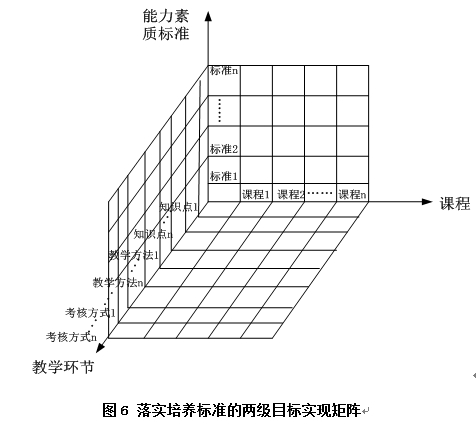 能力素
质标准
标准n
⋮
标准2
标准1
课程1 课程2 …… 课程n
课程
知识点1
知识点n
教学方法1
教学方法n
考核方式1
考核方式n
教学环节
图 6 落实培养标准的两级目标实现矩阵